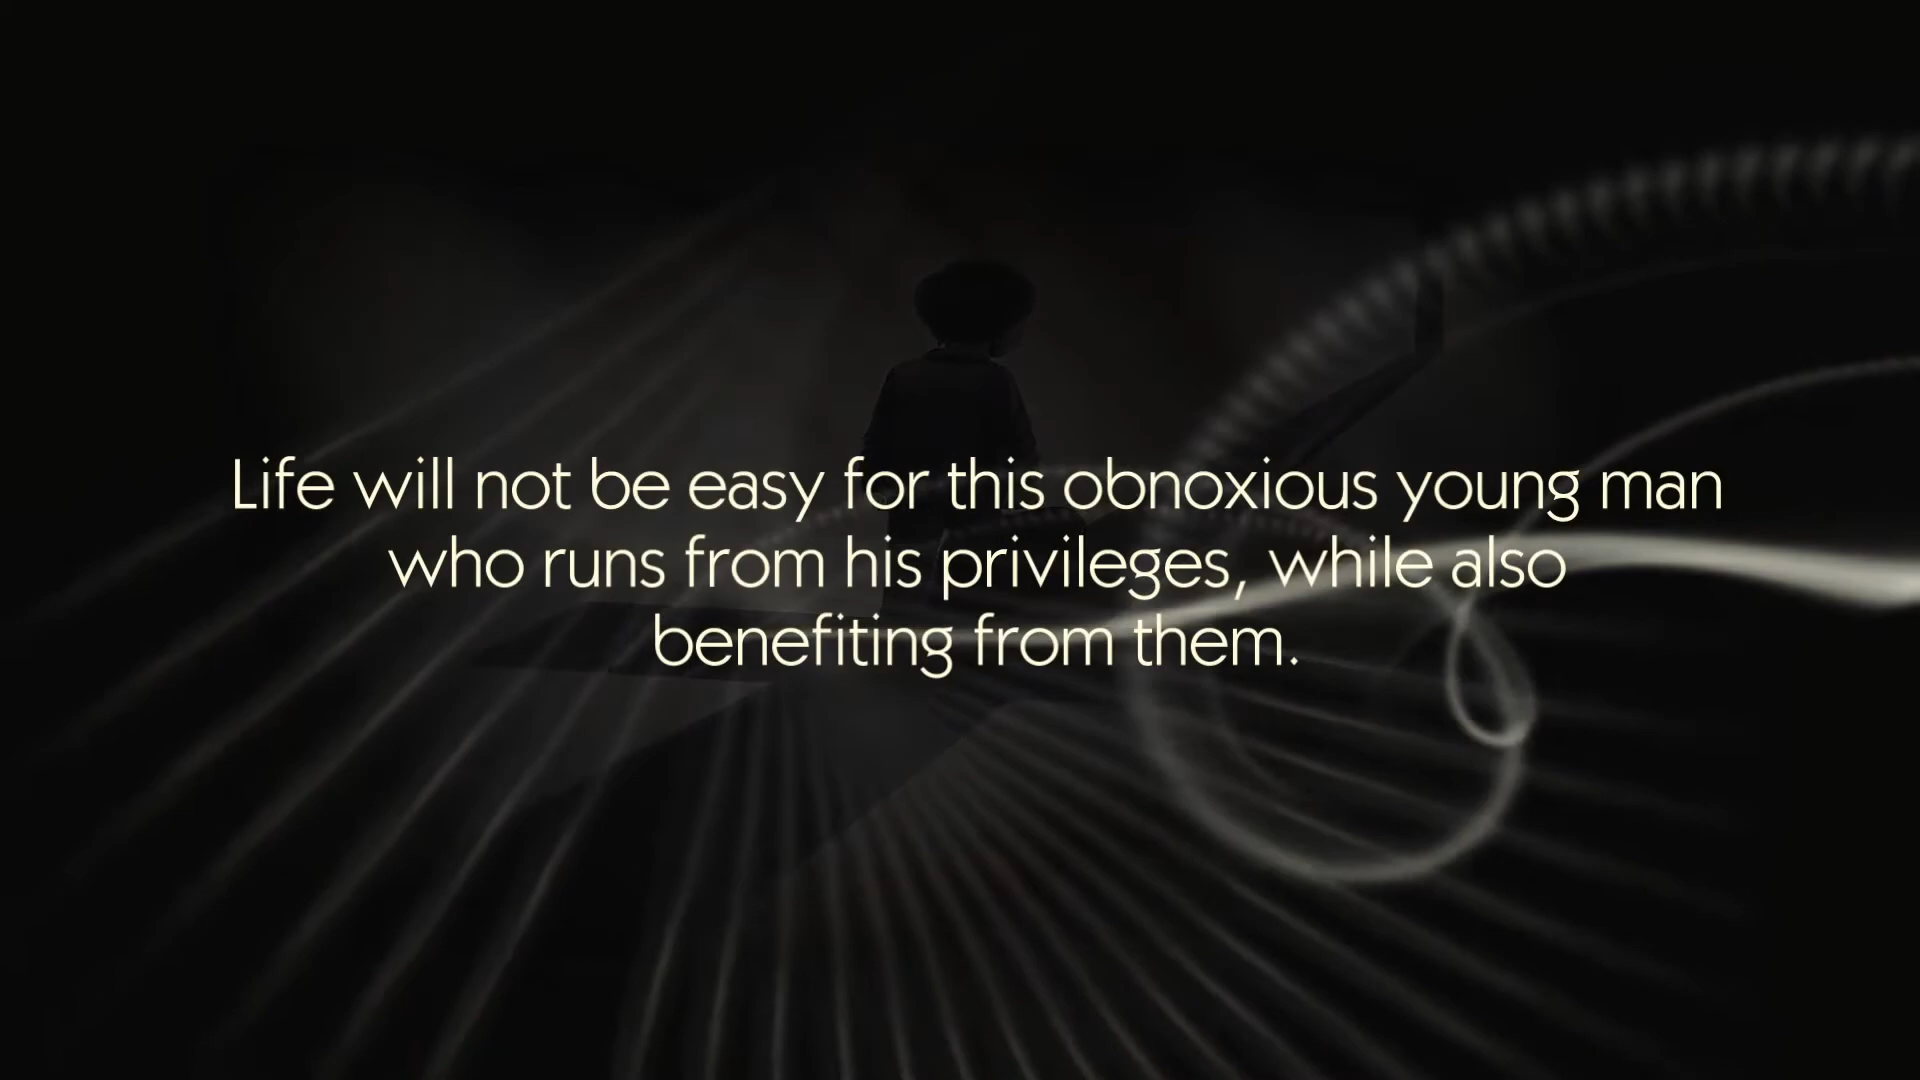 Life will not be easy for this obnoxious young man
who runs from his privileges, while also
benefiting from them.